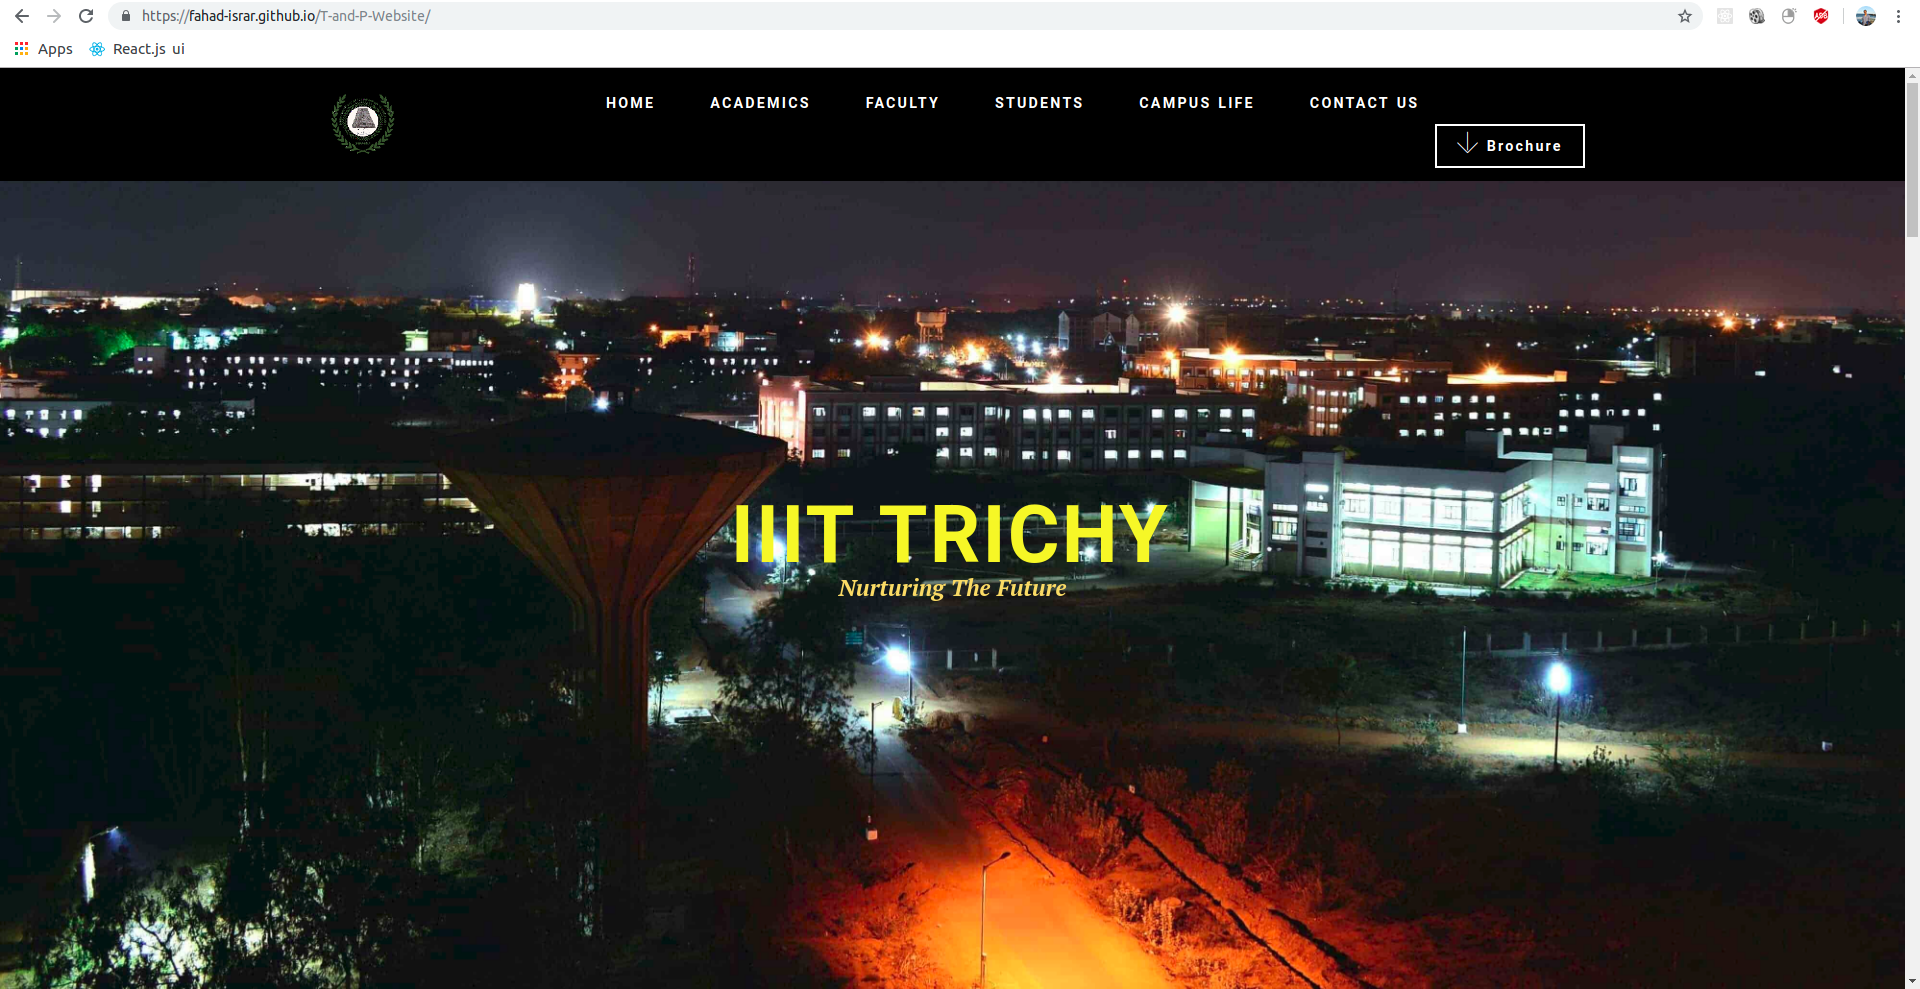 https://fahad-israr.github.io/T-and-P-Website/
Apps React.js ui
HOME ACADEMICS FACULTY STUDENTS CAMPUS LIFE CONTACT US
Brochure
IIIT TRICHY
Nurturing The Future